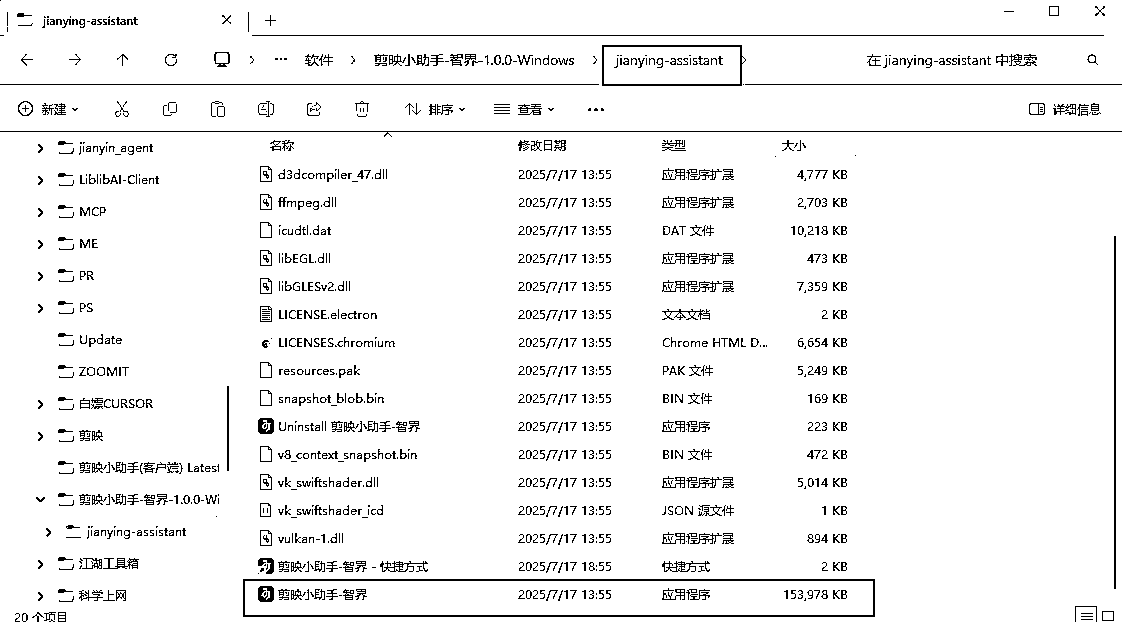 jianying-assistant
软件 剪映小助手-智界-1.0.0-Windows jianying-assistant 在 jianying-assistant 中搜索
新建 排序 查看 详细信息
名称 修改日期 类型 大小
jianyin_agent
LiblibAI-Client
MCP
ME
PR
PS
Update
ZOOMIT
白嫖CURSOR
剪映
剪映小助手(客户端) Latest
剪映小助手-智界-1.0.0-Wi
jianying-assistant
江湖工具箱
科学上网
d3dcompiler_47.dll 2025/7/17 13:55 应用程序扩展 4,777 KB
ffmpeg.dll 2025/7/17 13:55 应用程序扩展 2,703 KB
icudtl.dat 2025/7/17 13:55 DAT 文件 10,218 KB
libEGL.dll 2025/7/17 13:55 应用程序扩展 473 KB
libGLESv2.dll 2025/7/17 13:55 应用程序扩展 7,359 KB
LICENSE.electron 2025/7/17 13:55 文本文档 2 KB
LICENSES.chromium 2025/7/17 13:55 Chrome HTML D... 6,654 KB
resources.pak 2025/7/17 13:55 PAK 文件 5,249 KB
snapshot_blob.bin 2025/7/17 13:55 BIN 文件 169 KB
Uninstall 剪映小助手-智界 2025/7/17 13:55 应用程序 223 KB
v8_context_snapshot.bin 2025/7/17 13:55 BIN 文件 472 KB
vk_swiftshader.dll 2025/7/17 13:55 应用程序扩展 5,014 KB
vk_swiftshader_icd 2025/7/17 13:55 JSON 源文件 1 KB
vulkan-1.dll 2025/7/17 13:55 应用程序扩展 894 KB
剪映小助手-智界 - 快捷方式 2025/7/17 18:55 快捷方式 2 KB
剪映小助手-智界 2025/7/17 13:55 应用程序 153,978 KB
20 个项目